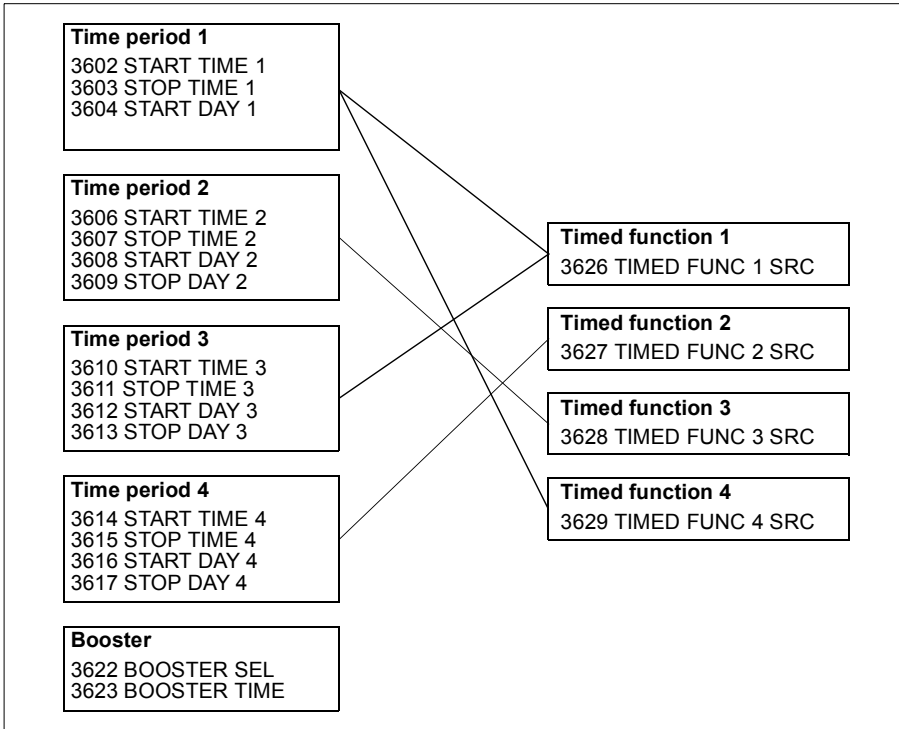 Time period 1
3602 START TIME 1
3603 STOP TIME 1
3604 START DAY 1
Time period 2
3606 START TIME 2
3607 STOP TIME 2
3608 START DAY 2
3609 STOP DAY 2
Time period 3
3610 START TIME 3
3611 STOP TIME 3
3612 START DAY 3
3613 STOP DAY 3
Time period 4
3614 START TIME 4
3615 STOP TIME 4
3616 START DAY 4
3617 STOP DAY 4
Booster
3622 BOOSTER SEL
3623 BOOSTER TIME
Timed function 1
3626 TIMED FUNC 1 SRC
Timed function 2
3627 TIMED FUNC 2 SRC
Timed function 3
3628 TIMED FUNC 3 SRC
Timed function 4
3629 TIMED FUNC 4 SRC